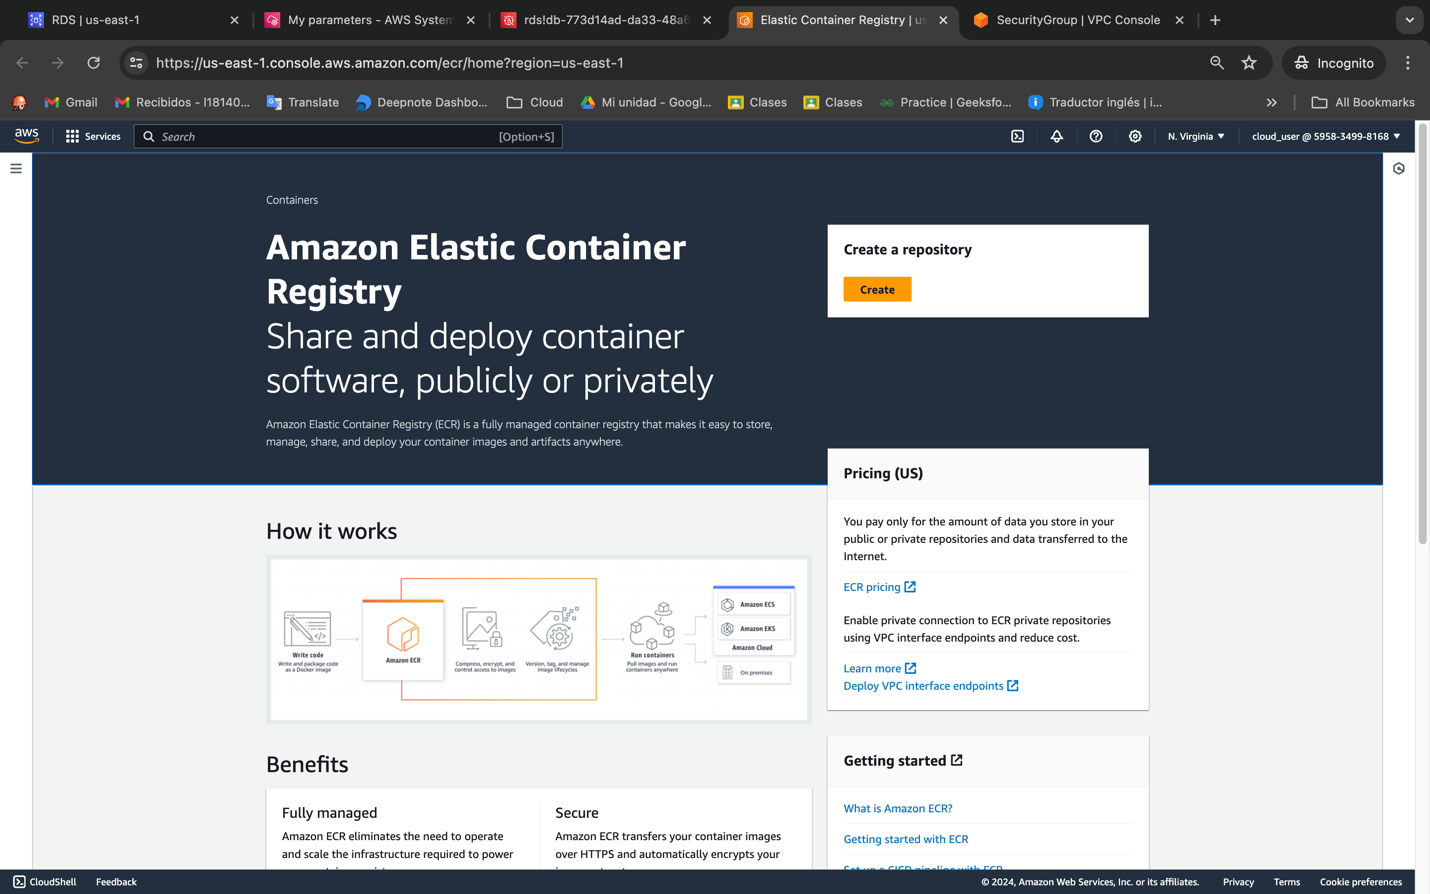 RDS | us-east-1
My parameters - AWS System
rds!db-773d14ad-da33-48a6
Elastic Container Registry | us
SecurityGroup | VPC Console
https://us-east-1.console.aws.amazon.com/ecr/home?region=us-east-1
Incognito
Gmail
Recibidos - l18140...
Translate
Deepnote Dashbo...
Cloud
Mi unidad - Googl...
Clases
Clases
Practice | Geeksfo...
Traductor inglés | i...
All Bookmarks
aws
Services
Search
[Option+S]
N. Virginia
cloud_user @ 5958-3499-8168
Containers
Amazon Elastic Container
Registry
Share and deploy container
software, publicly or privately
Amazon Elastic Container Registry (ECR) is a fully managed container registry that makes it easy to store,
manage, share, and deploy your container images and artifacts anywhere.
Create a repository
Create
Pricing (US)
You pay only for the amount of data you store in your
public or private repositories and data transferred to the
Internet.
ECR pricing
Enable private connection to ECR private repositories
using VPC interface endpoints and reduce cost.
Learn more
Deploy VPC interface endpoints
How it works
Write code
Write and package code
as a Docker image
Amazon ECR
Compress, encrypt, and
control access to images
Version, tag, and manage
image lifecycles
Run containers
Pull images and run
containers anywhere
Amazon ECS
Amazon EKS
Amazon Cloud
On premises
Benefits
Fully managed
Amazon ECR eliminates the need to operate
and scale the infrastructure required to power
Secure
Amazon ECR transfers your container images
over HTTPS and automatically encrypts your
Getting started
What is Amazon ECR?
Getting started with ECR
Set up a CICD pipeline with ECR
CloudShell
Feedback
© 2024, Amazon Web Services, Inc. or its affiliates.
Privacy
Terms
Cookie preferences